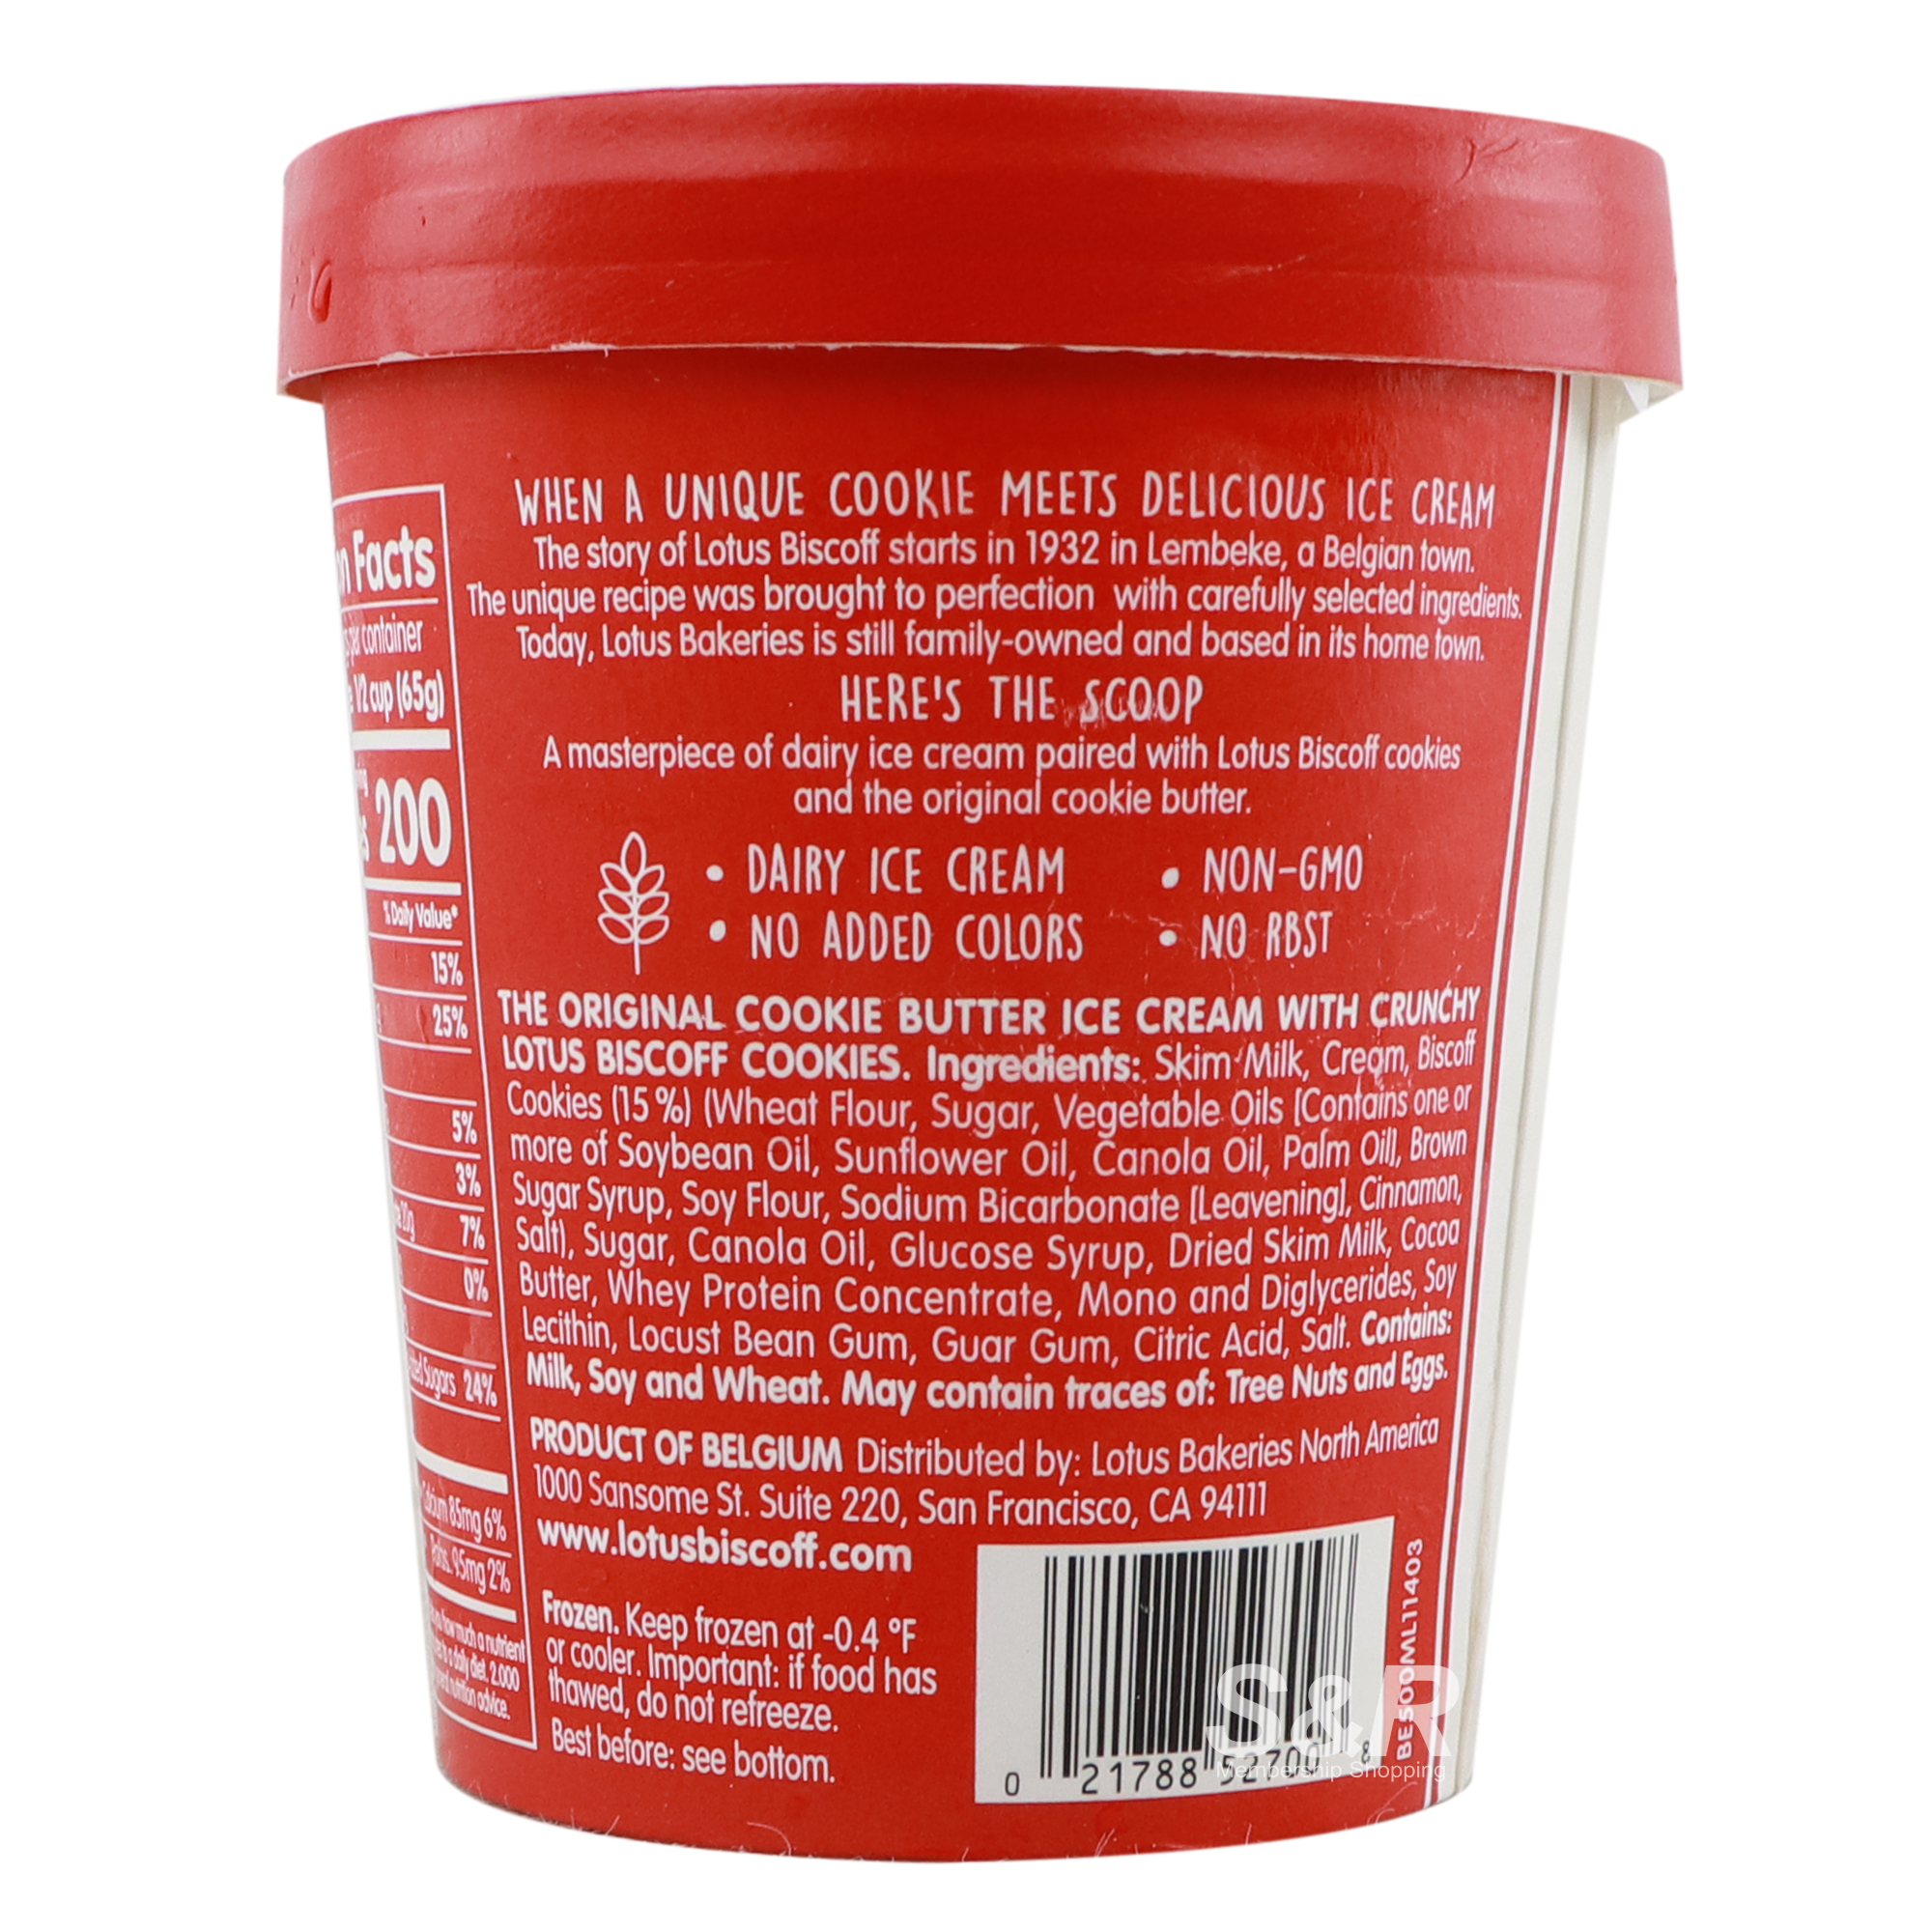 Facts
per container
1/2 cup (65g)
200
% Daily Value*
15%
25%
5%
3%
7%
0%
Sugars 24%
85mg 6%
95mg 2%
how much a nutrient
to a daily diet. 2.000
nutrition advice.
WHEN A UNIQUE COOKIE MEETS DELICIOUS ICE CREAM
The story of Lotus Biscoff starts in 1932 in Lembeke, a Belgian town.
The unique recipe was brought to perfection with carefully selected ingredients.
Today, Lotus Bakeries is still family-owned and based in its home town.
HERE'S THE SCOOP
A masterpiece of dairy ice cream paired with Lotus Biscoff cookies
and the original cookie butter.
• DAIRY ICE CREAM • NON-GMO
• NO ADDED COLORS • NO RBST
THE ORIGINAL COOKIE BUTTER ICE CREAM WITH CRUNCHY
LOTUS BISCOFF COOKIES. Ingredients: Skim Milk, Cream, Biscoff
Cookies (15 %) (Wheat Flour, Sugar, Vegetable Oils [Contains one or
more of Soybean Oil, Sunflower Oil, Canola Oil, Palm Oil], Brown
Sugar Syrup, Soy Flour, Sodium Bicarbonate [Leavening], Cinnamon,
Salt), Sugar, Canola Oil, Glucose Syrup, Dried Skim Milk, Cocoa
Butter, Whey Protein Concentrate, Mono and Diglycerides, Soy
Lecithin, Locust Bean Gum, Guar Gum, Citric Acid, Salt. Contains:
Milk, Soy and Wheat. May contain traces of: Tree Nuts and Eggs.
PRODUCT OF BELGIUM Distributed by: Lotus Bakeries North America
1000 Sansome St. Suite 220, San Francisco, CA 94111
www.lotusbiscoff.com
Frozen. Keep frozen at -0.4 °F
or cooler. Important: if food has
thawed, do not refreeze.
Best before: see bottom.
0 21788 8
BE500ML11403
S&R
Membership Shopping